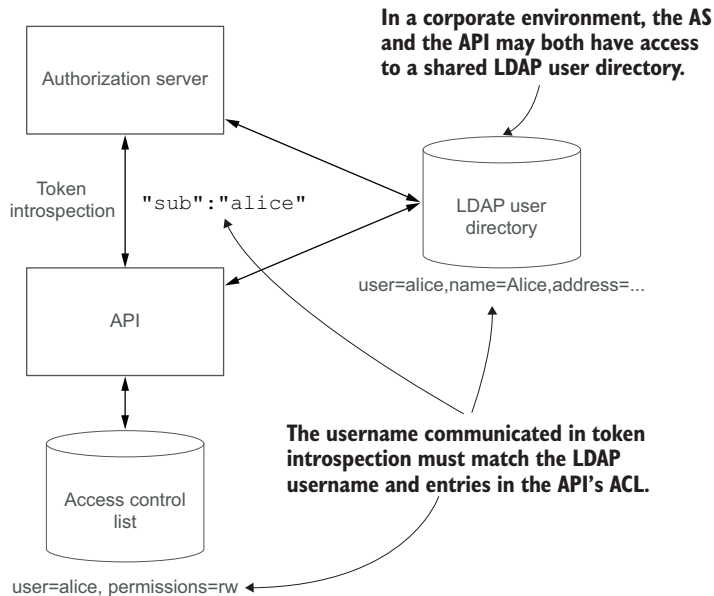 In a corporate environment, the AS
and the API may both have access
to a shared LDAP user directory.
Authorization server
Token
introspection
"sub":"alice"
LDAP user
directory
user=alice,name=Alice,address=...
API
The username communicated in token
introspection must match the LDAP
username and entries in the API's ACL.
Access control
list
user=alice, permissions=rw